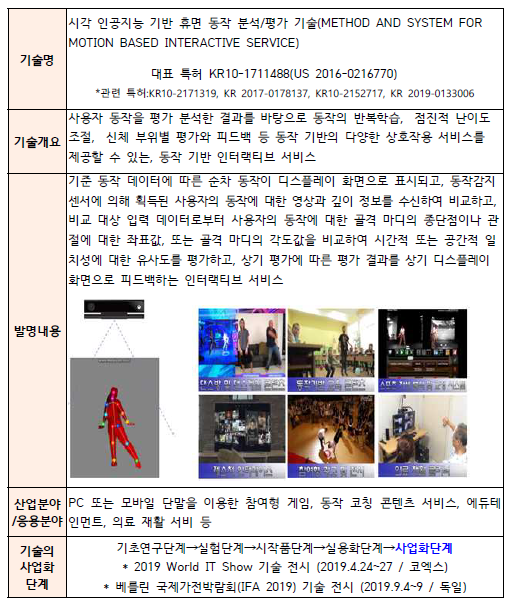 기술명
시각 인공지능 기반 휴면 동작 분석/평가 기술(METHOD AND SYSTEM FOR
MOTION BASED INTERACTIVE SERVICE)
대표 특허 KR10-1711488(US 2016-0216770)
*관련 특허:KR10-2171319, KR 2017-0178137, KR10-2152717, KR 2019-0133006
기술개요
사용자 동작을 평가 분석한 결과를 바탕으로 동작의 반복학습, 점진적 난이도
조절, 신체 부위별 평가와 피드백 등 동작 기반의 다양한 상호작용 서비스를
제공할 수 있는, 동작 기반 인터랙티브 서비스
발명내용
기준 동작 데이터에 따른 순차 동작이 디스플레이 화면으로 표시되고, 동작감지
센서에 의해 획득된 사용자의 동작에 대한 영상과 깊이 정보를 수신하여 비교하고,
비교 대상 입력 데이터로부터 사용자의 동작에 대한 골격 마디의 종단점이나 관
절에 대한 좌표값, 또는 골격 마디의 각도값을 비교하여 시간적 또는 공간적 일
치성에 대한 유사도를 평가하고, 상기 평가에 따른 평가 결과를 상기 디스플레이
화면으로 피드백하는 인터랙티브 서비스
산업분야
/응용분야
PC 또는 모바일 단말을 이용한 참여형 게임, 동작 코칭 콘텐츠 서비스, 에듀테
인먼트, 의료 재활 서비 등
기술의
사업화
단계
기초연구단계→실험단계→시작품단계→실용화단계→사업화단계
* 2019 World IT Show 기술 전시 (2019.4.24~27 / 코엑스)
* 베를린 국제가전박람회(IFA 2019) 기술 전시 (2019.9.4~9 / 독일)